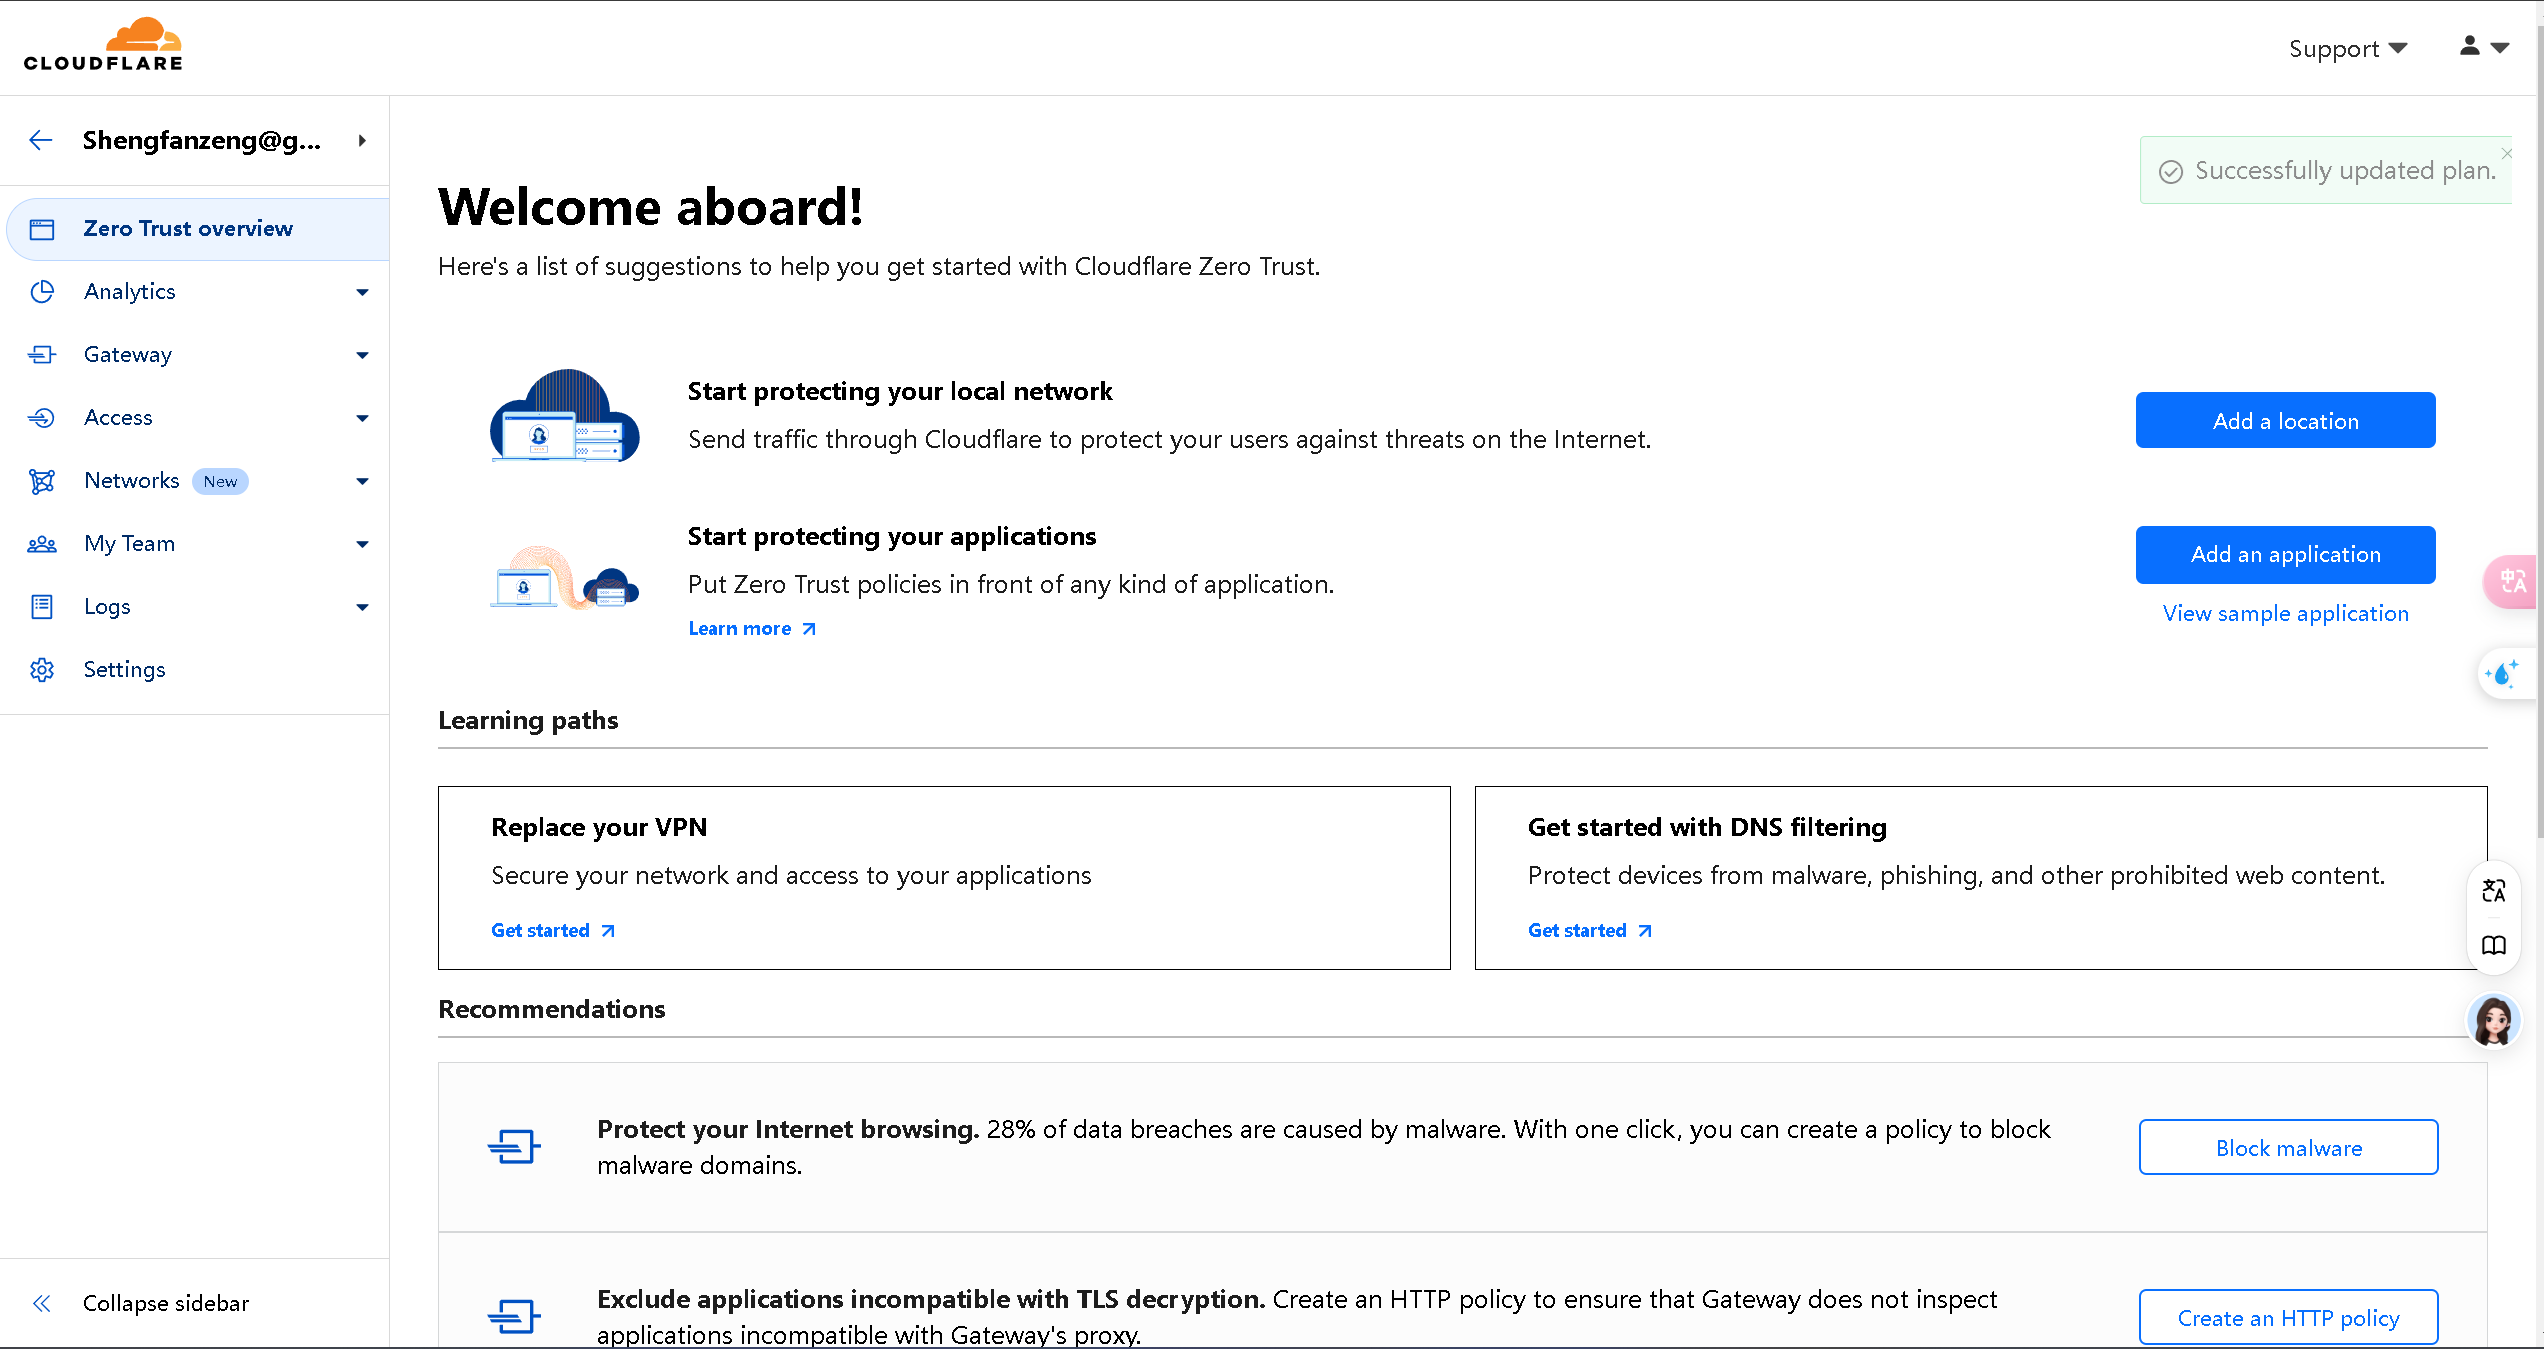 CLOUDFLARE
Support
Shengfanzeng@g...
Zero Trust overview
Analytics
Gateway
Access
Networks New
My Team
Logs
Settings
Collapse sidebar
Successfully updated plan.
Welcome aboard!
Here's a list of suggestions to help you get started with Cloudflare Zero Trust.
Start protecting your local network
Send traffic through Cloudflare to protect your users against threats on the Internet.
Add a location
Start protecting your applications
Put Zero Trust policies in front of any kind of application.
Learn more
Add an application
View sample application
Learning paths
Replace your VPN
Secure your network and access to your applications
Get started
Get started with DNS filtering
Protect devices from malware, phishing, and other prohibited web content.
Get started
Recommendations
Protect your Internet browsing. 28% of data breaches are caused by malware. With one click, you can create a policy to block
malware domains.
Block malware
Exclude applications incompatible with TLS decryption. Create an HTTP policy to ensure that Gateway does not inspect
applications incompatible with Gateway's proxy.
Create an HTTP policy